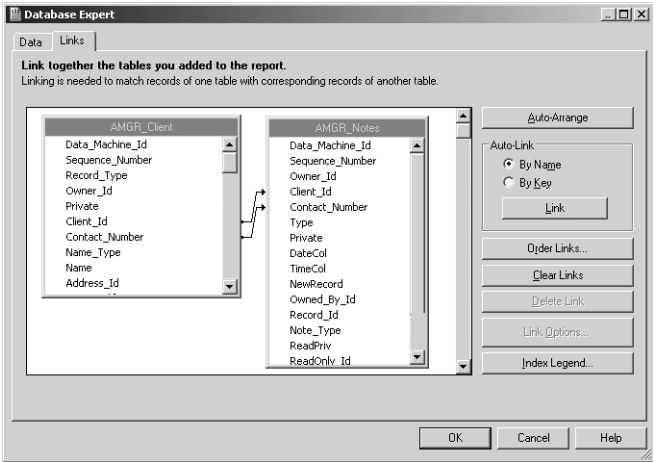 Database Expert
Data
Links
Link together the tables you added to the report.
Linking is needed to match records of one table with corresponding records of another table.
AMGR_Client
Data_Machine_Id
Sequence_Number
Record_Type
Owner_Id
Private
Client_Id
Contact_Number
Name_Type
Name
Address_Id
AMGR_Notes
Data_Machine_Id
Sequence_Number
Owner_Id
Client_Id
Contact_Number
Type
Private
DateCol
TimeCol
NewRecord
Owned_By_Id
Record_Id
Note_Type
ReadPriv
ReadOnly_Id
Auto-Arrange
Auto-Link
By Name
By Key
Link
Order Links...
Clear Links
Delete Link
Link Options...
Index Legend...
OK
Cancel
Help